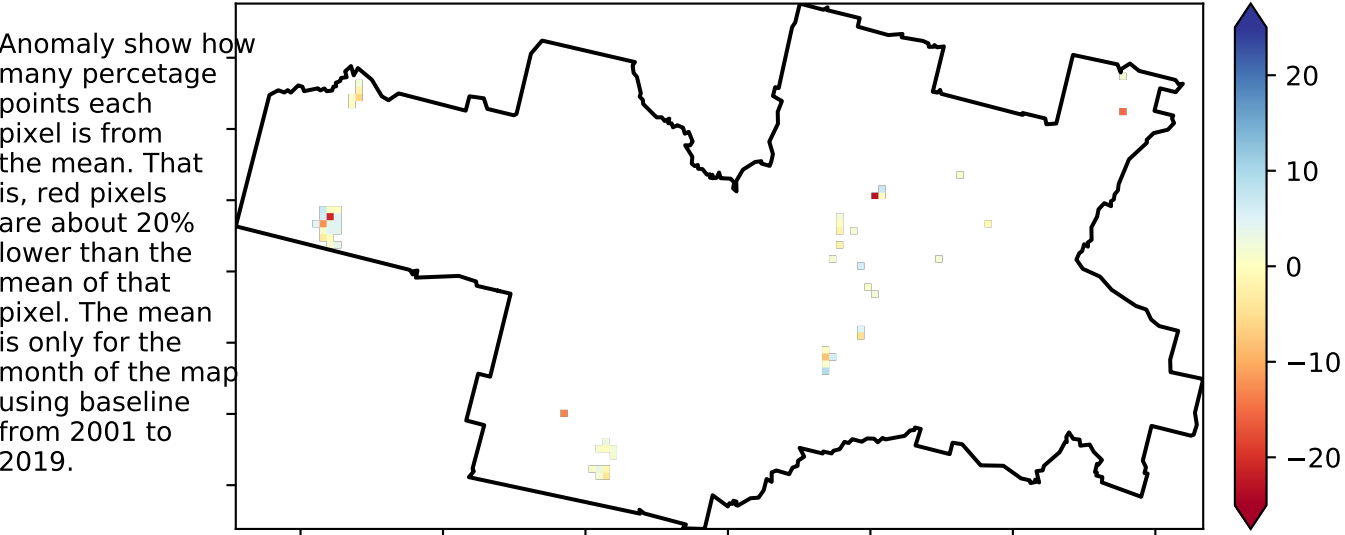 Anomaly show how
many percetage
points each
pixel is from
the mean. That
is, red pixels
are about 20%
lower than the
mean of that
pixel. The mean
is only for the
month of the map
using baseline
from 2001 to
2019.
20
10
0
−10
−20